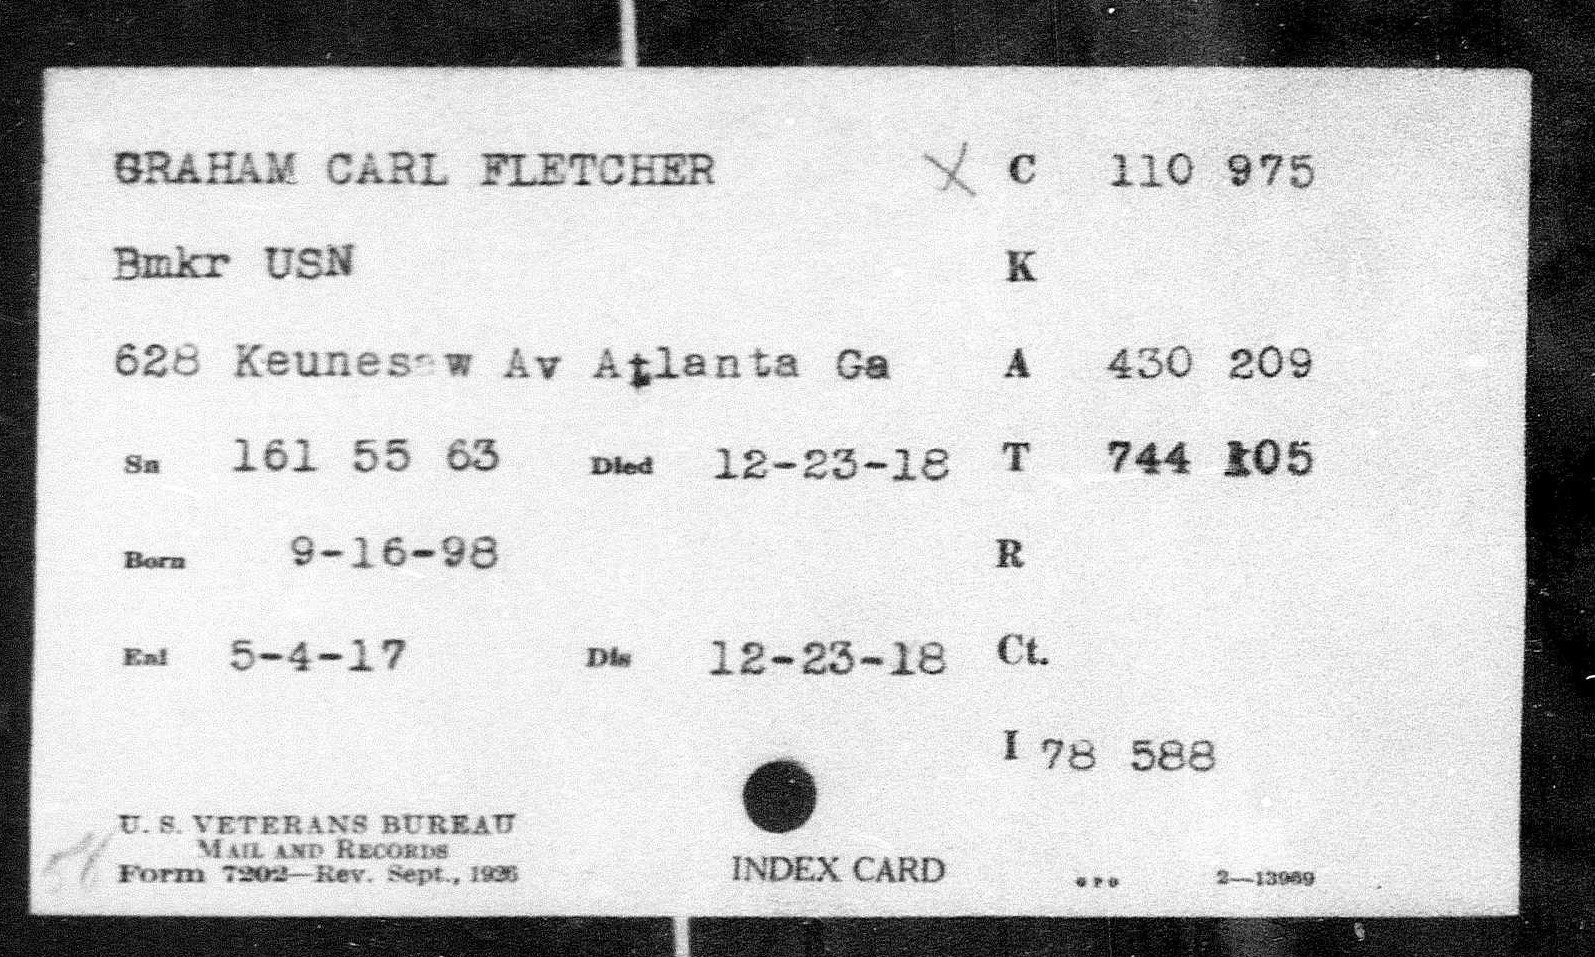 GRAHAM CARL FLETCHER X C 110 975
Bmkr USN K
628 Keunesaw Av Atlanta Ga A 430 209
Sn 161 55 63 Died 12-23-18 T 744 105
Born 9-16-98 R
Enl 5-4-17 Dis 12-23-18 Ct.
I 78 588
U. S. VETERANS BUREAU
MAIL AND RECORDS
Form 7202—Rev. Sept., 1926
INDEX CARD
GPO 2—13969